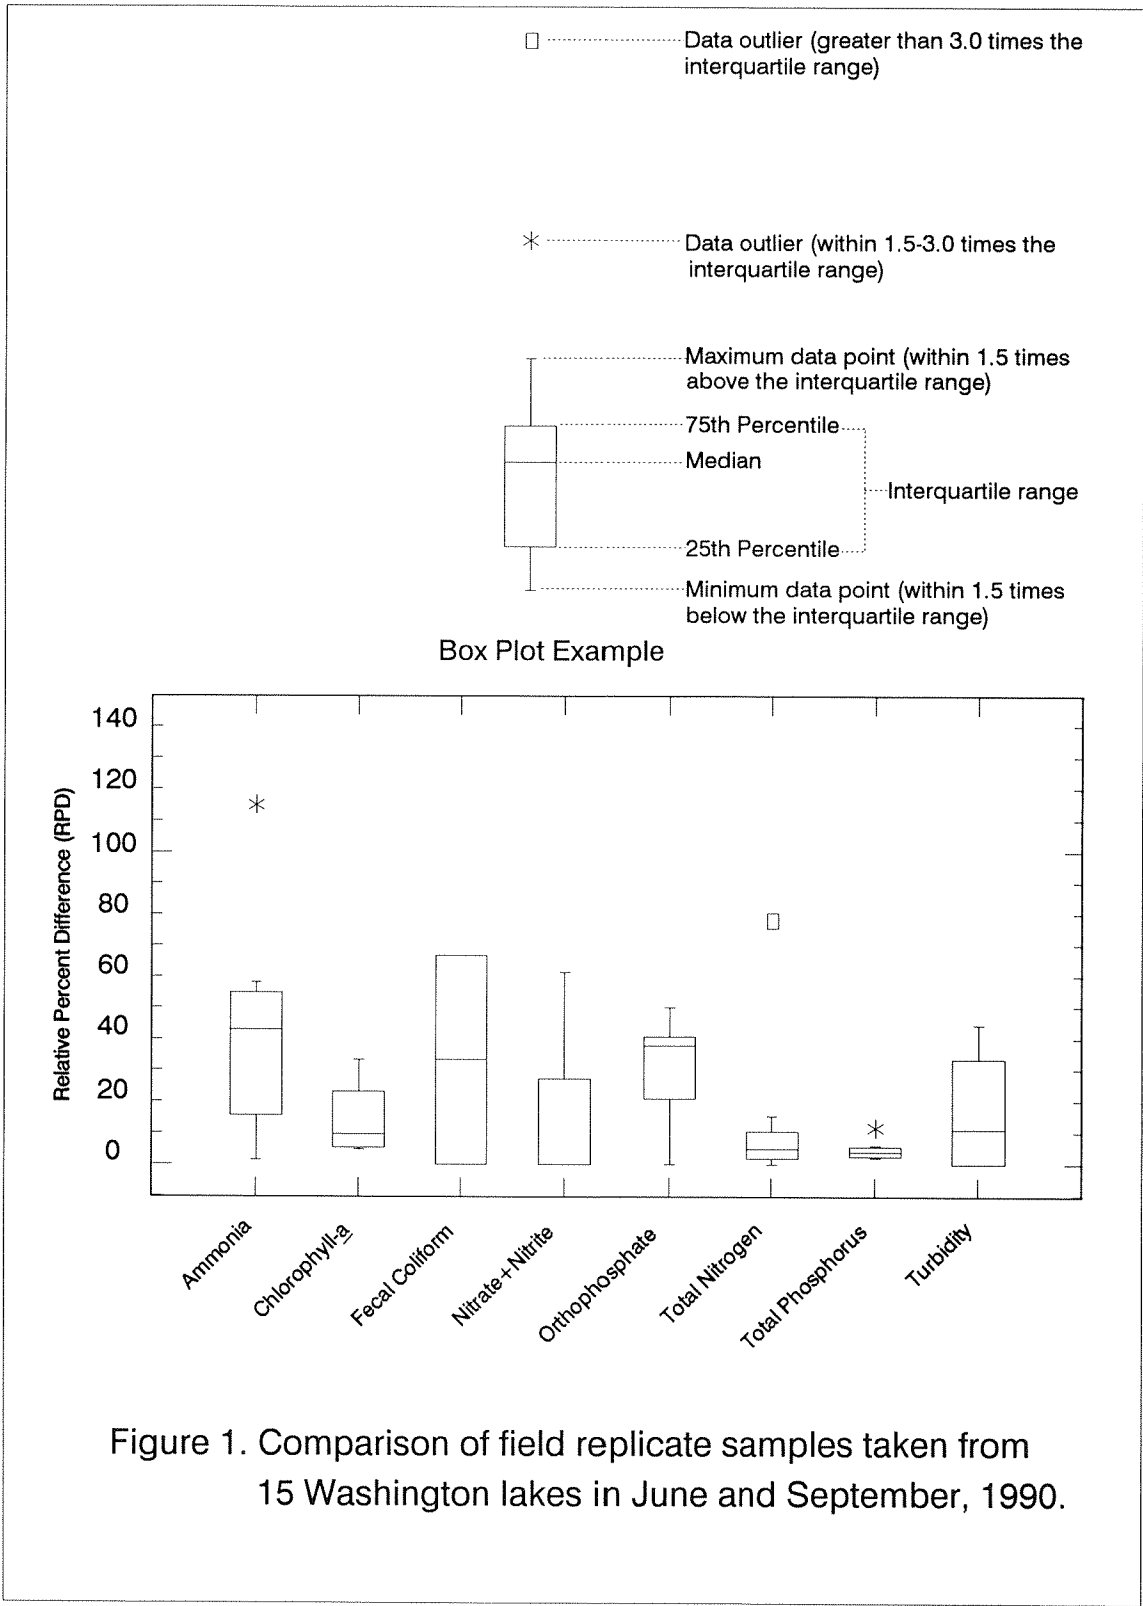 Data outlier (greater than 3.0 times the
interquartile range)
Data outlier (within 1.5-3.0 times the
interquartile range)
Maximum data point (within 1.5 times
above the interquartile range)
75th Percentile
Median
Interquartile range
25th Percentile
Minimum data point (within 1.5 times
below the interquartile range)
Box Plot Example
Relative Percent Difference (RPD)
140
120
100
80
60
40
20
0
Ammonia
Chlorophyll-a
Fecal Coliform
Nitrate+Nitrite
Orthophosphate
Total Nitrogen
Total Phosphorus
Turbidity
Figure 1. Comparison of field replicate samples taken from
15 Washington lakes in June and September, 1990.